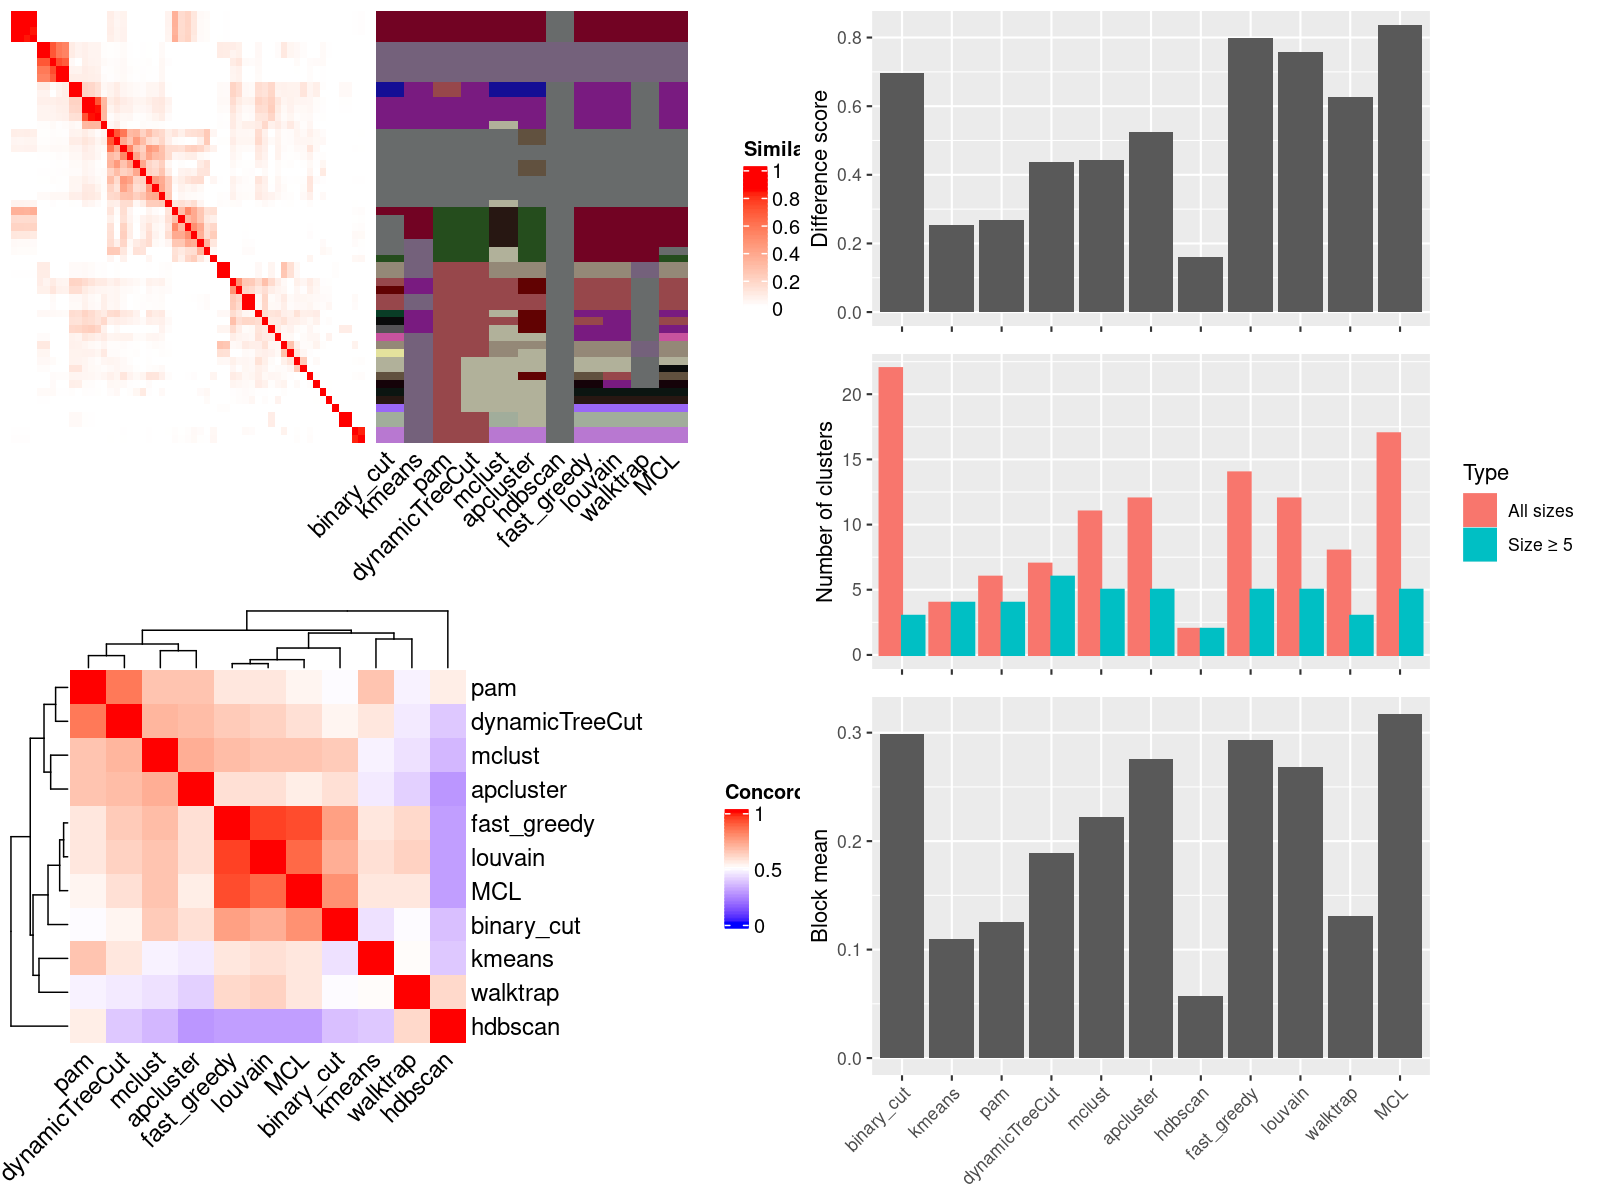 Simila
1
0.8
0.6
0.4
0.2
0
binary_cut
kmeans
pam
dynamicTreeCut
mclust
apcluster
hdbscan
fast_greedy
louvain
walktrap
MCL
pam
dynamicTreeCut
mclust
apcluster
fast_greedy
louvain
MCL
binary_cut
kmeans
walktrap
hdbscan
Concord
1
0.5
0
pam
dynamicTreeCut
mclust
apcluster
fast_greedy
louvain
MCL
binary_cut
kmeans
walktrap
hdbscan
Difference score
0.8
0.6
0.4
0.2
0.0
Number of clusters
20
15
10
5
0
Type
All sizes
Size ≥ 5
Block mean
0.3
0.2
0.1
0.0
binary_cut
kmeans
pam
dynamicTreeCut
mclust
apcluster
hdbscan
fast_greedy
louvain
walktrap
MCL